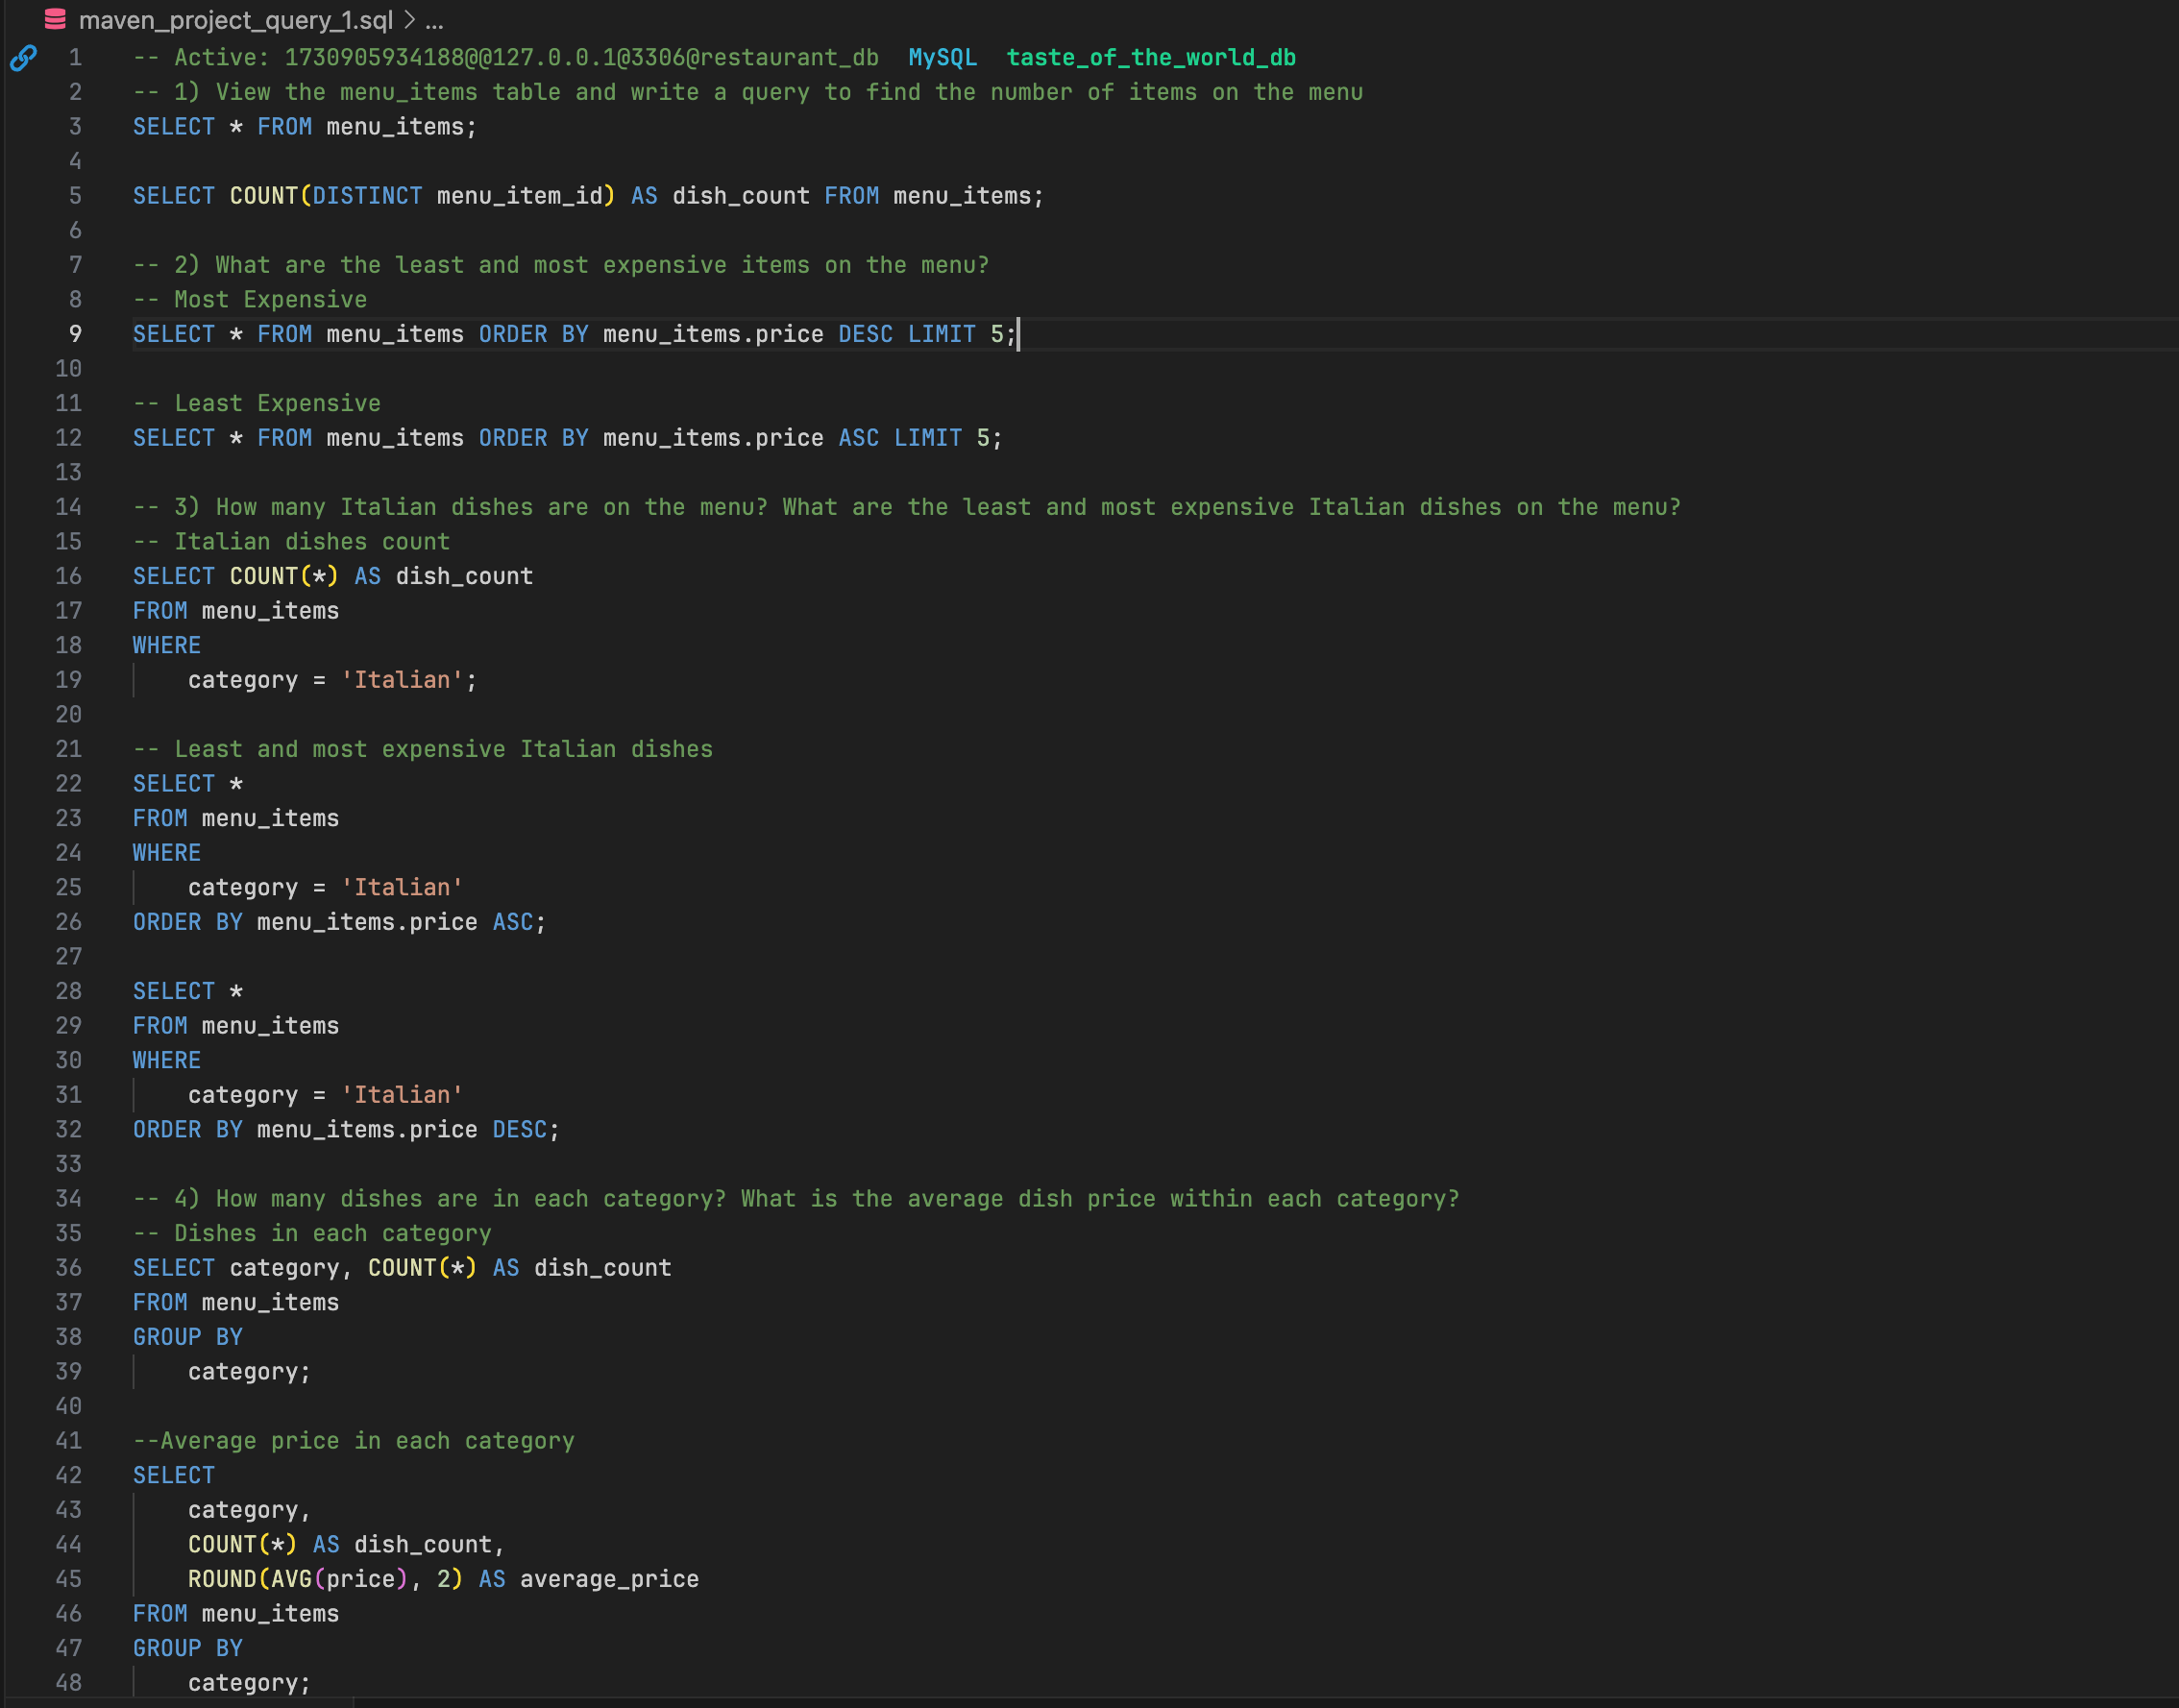 maven_project_query_1.sql > ...
1 -- Active: 1730905934188@@127.0.0.1@3306@restaurant_db MySQL taste_of_the_world_db
2 -- 1) View the menu_items table and write a query to find the number of items on the menu
3 SELECT * FROM menu_items;
4
5 SELECT COUNT(DISTINCT menu_item_id) AS dish_count FROM menu_items;
6
7 -- 2) What are the least and most expensive items on the menu?
8 -- Most Expensive
9 SELECT * FROM menu_items ORDER BY menu_items.price DESC LIMIT 5;
10
11 -- Least Expensive
12 SELECT * FROM menu_items ORDER BY menu_items.price ASC LIMIT 5;
13
14 -- 3) How many Italian dishes are on the menu? What are the least and most expensive Italian dishes on the menu?
15 -- Italian dishes count
16 SELECT COUNT(*) AS dish_count
17 FROM menu_items
18 WHERE
19     category = 'Italian';
20
21 -- Least and most expensive Italian dishes
22 SELECT *
23 FROM menu_items
24 WHERE
25     category = 'Italian'
26 ORDER BY menu_items.price ASC;
27
28 SELECT *
29 FROM menu_items
30 WHERE
31     category = 'Italian'
32 ORDER BY menu_items.price DESC;
33
34 -- 4) How many dishes are in each category? What is the average dish price within each category?
35 -- Dishes in each category
36 SELECT category, COUNT(*) AS dish_count
37 FROM menu_items
38 GROUP BY
39     category;
40
41 --Average price in each category
42 SELECT
43     category,
44     COUNT(*) AS dish_count,
45     ROUND(AVG(price), 2) AS average_price
46 FROM menu_items
47 GROUP BY
48     category;